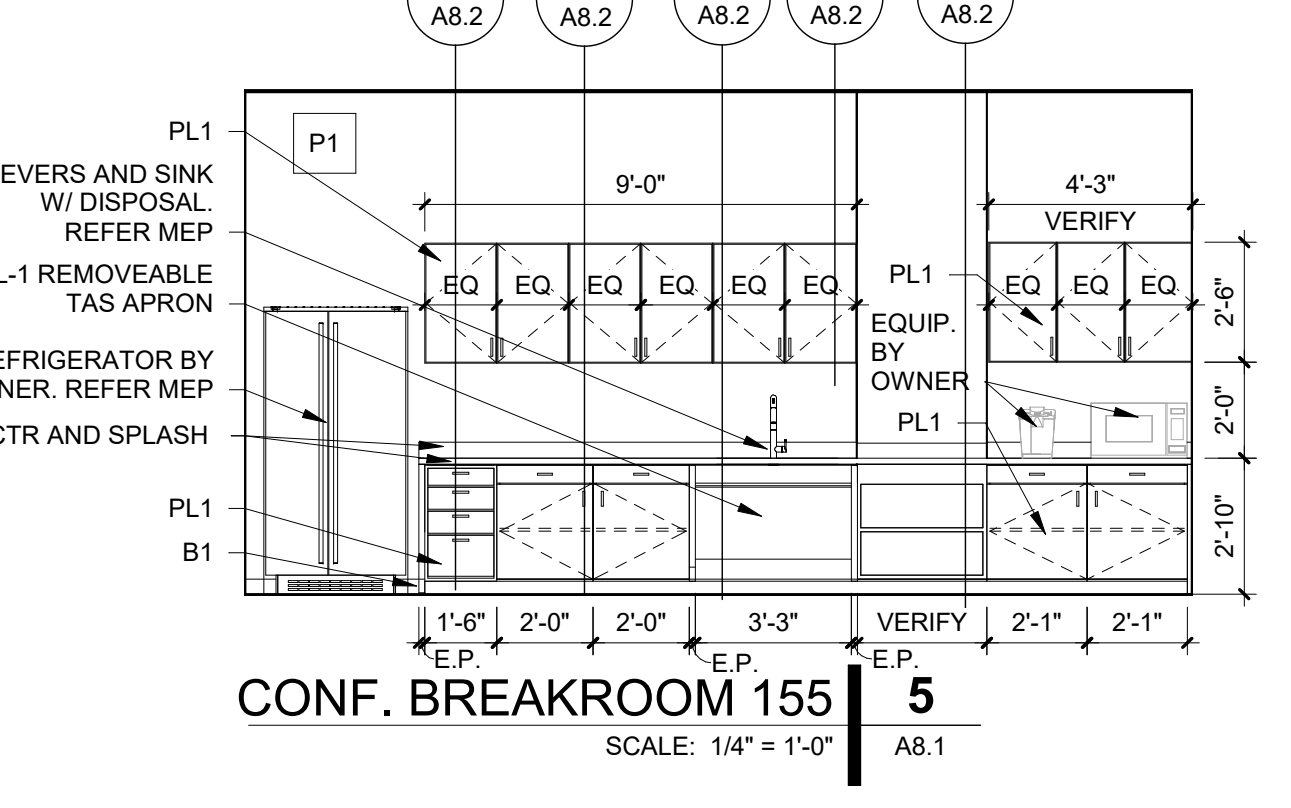 A8.2
A8.2
A8.2
A8.2
A8.2
PL1
P1
EVERS AND SINK
W/ DISPOSAL.
REFER MEP
L-1 REMOVEABLE
TAS APRON
EFRIGERATOR BY
NER. REFER MEP
CTR AND SPLASH
PL1
B1
9'-0"
4'-3"
VERIFY
EQ
EQ
EQ
EQ
EQ
EQ
PL1
EQ
EQ
EQ
EQUIP.
BY
OWNER
PL1
2'-6"
2'-0"
2'-10"
1'-6"
2'-0"
2'-0"
3'-3"
VERIFY
2'-1"
2'-1"
E.P.
E.P.
E.P.
CONF. BREAKROOM 155
5
SCALE: 1/4" = 1'-0"
A8.1